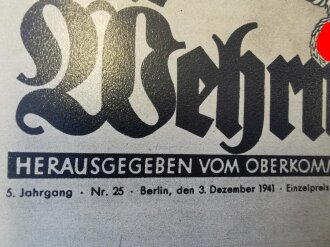 Wehrm
HERAUSGEGEBEN VOM OBERKOMM
5. Jahrgang · Nr. 25 · Berlin, den 3. Dezember 1941 · Einzelpreis